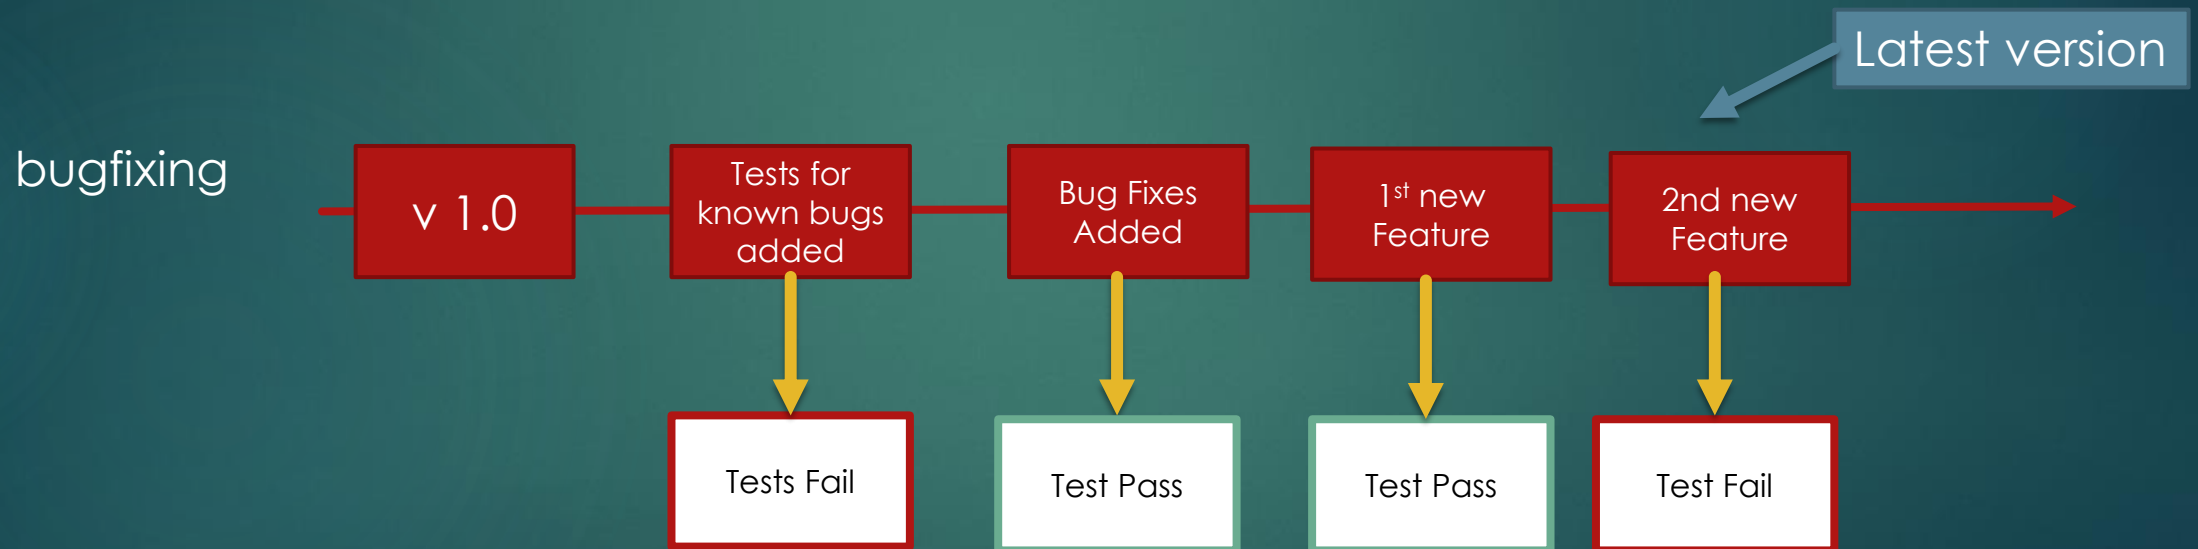 Latest version
bugfixing
v 1.0
Tests for
known bugs
added
Bug Fixes
Added
1st new
Feature
2nd new
Feature
Tests Fail
Test Pass
Test Pass
Test Fail